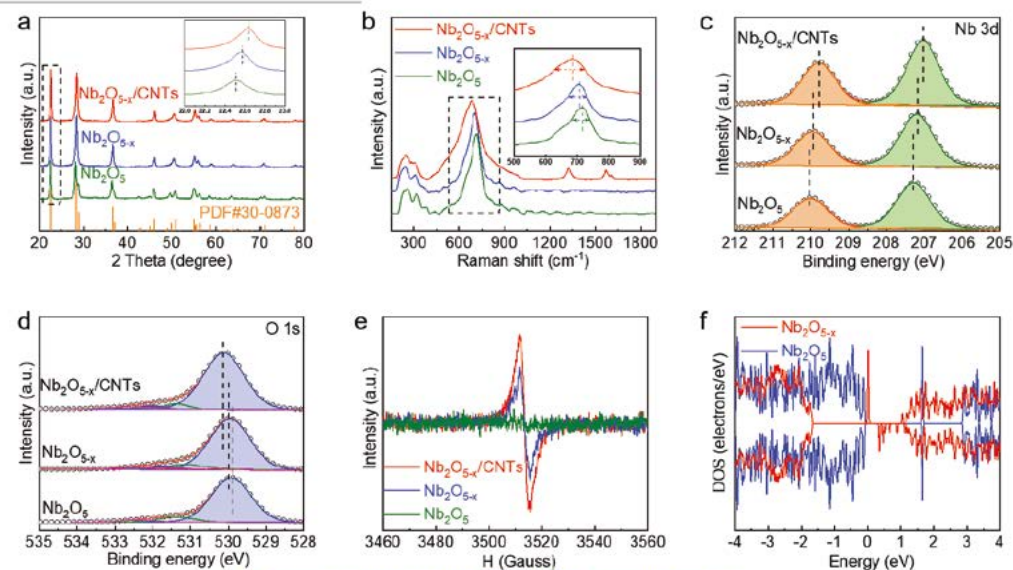 a
Intensity (a.u.)
Nb₂O₅₋ₓ/CNTs
Nb₂O₅₋ₓ
Nb₂O₅
PDF#30-0873
20 30 40 50 60 70 80
2 Theta (degree)
b
Intensity (a.u.)
Nb₂O₅₋ₓ/CNTs
Nb₂O₅₋ₓ
Nb₂O₅
500 600 700 800 900
300 600 900 1200 1500 1800
Raman shift (cm⁻¹)
c
Nb 3d
Intensity (a.u.)
Nb₂O₅₋ₓ/CNTs
Nb₂O₅₋ₓ
Nb₂O₅
212 211 210 209 208 207 206 205
Binding energy (eV)
d
O 1s
Intensity (a.u.)
Nb₂O₅₋ₓ/CNTs
Nb₂O₅₋ₓ
Nb₂O₅
535 534 533 532 531 530 529 528
Binding energy (eV)
e
Intensity (a.u.)
Nb₂O₅₋ₓ/CNTs
Nb₂O₅₋ₓ
Nb₂O₅
3460 3480 3500 3520 3540 3560
H (Gauss)
f
DOS (electrons/eV)
Nb₂O₅₋ₓ
Nb₂O₅
-4 -3 -2 -1 0 1 2 3 4
Energy (eV)